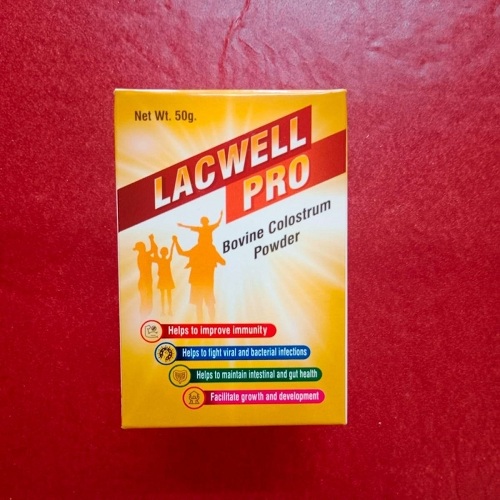 Net Wt. 50g.
LACWELL
PRO
Bovine Colostrum
Powder
Helps to improve immunity
Helps to fight viral and bacterial infections
Helps to maintain intestinal and gut health
Facilitate growth and development